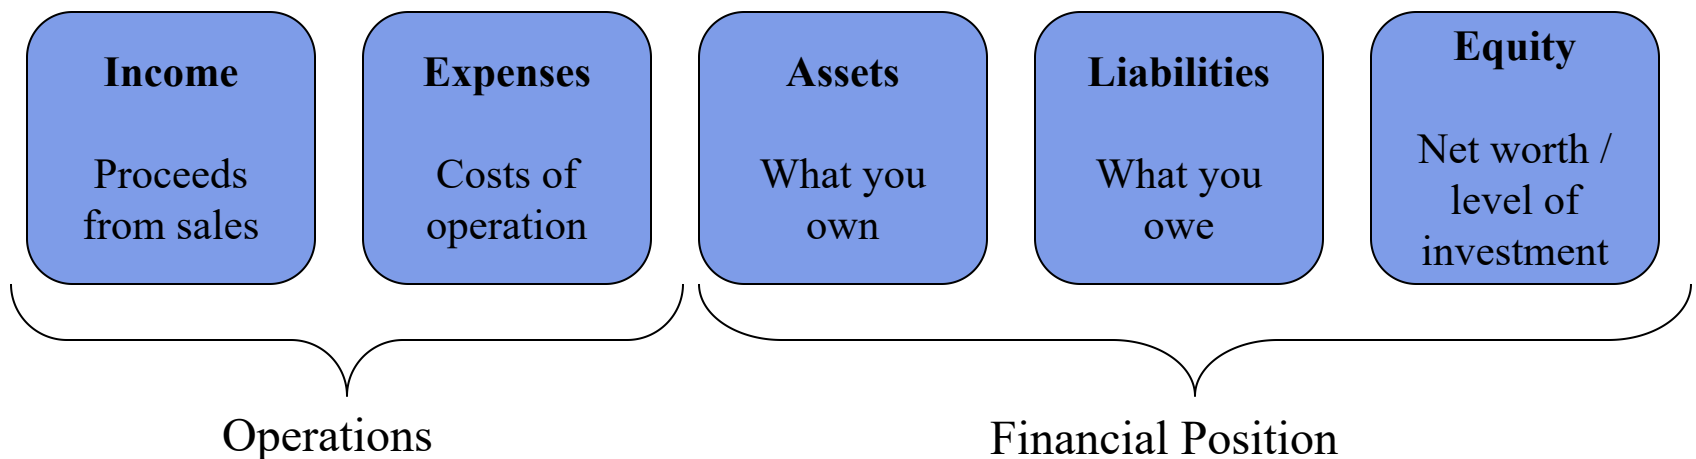 Income
Proceeds
from sales
Expenses
Costs of
operation
Assets
What you
own
Liabilities
What you
owe
Equity
Net worth /
level of
investment
Operations
Financial Position